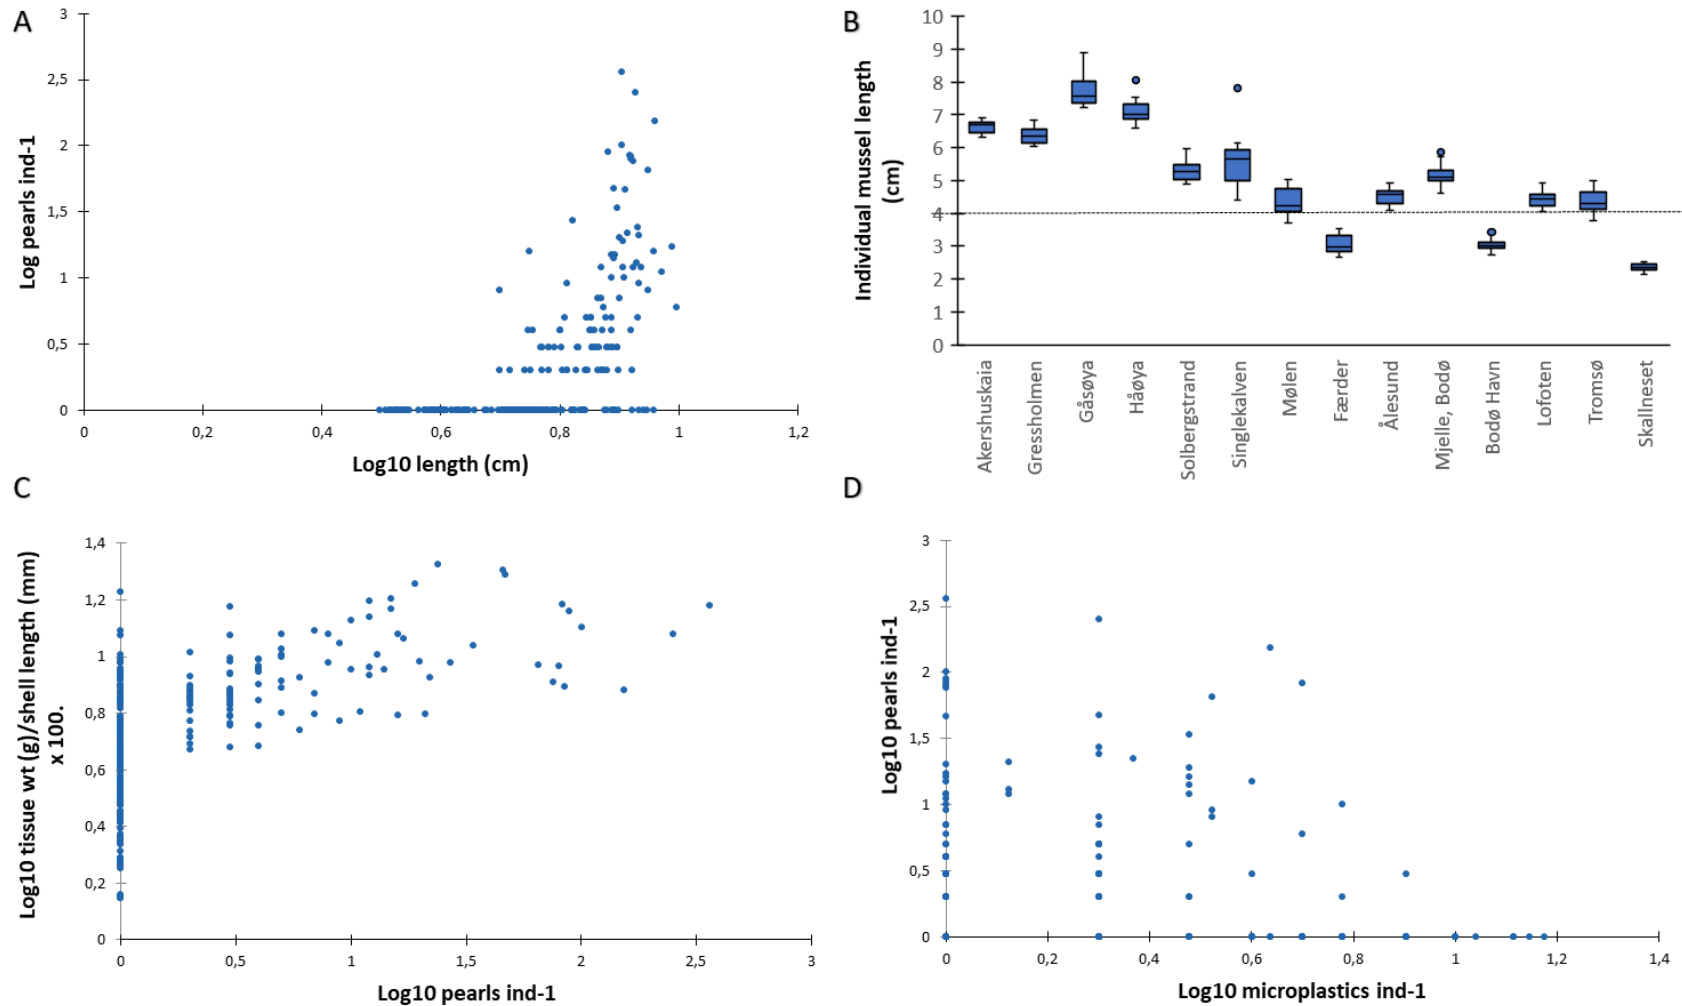 A
3
2,5
2
1,5
1
0,5
0
0
0,2
0,4
0,6
0,8
1
1,2
Log pearls ind-1
Log10 length (cm)
B
10
9
8
7
6
5
4
3
2
1
0
Individual mussel length
(cm)
Akershuskaia
Gressholmen
Gåsøya
Håøya
Solbergstrand
Singlekalven
Mølen
Færder
Ålesund
Mjelle, Bodø
Bodø Havn
Lofoten
Tromsø
Skallneset
C
1,4
1,2
1
0,8
0,6
0,4
0,2
0
0
0,5
1
1,5
2
2,5
3
Log10 tissue wt (g)/shell length (mm)
x 100.
Log10 pearls ind-1
D
3
2,5
2
1,5
1
0,5
0
0
0,2
0,4
0,6
0,8
1
1,2
1,4
Log10 pearls ind-1
Log10 microplastics ind-1